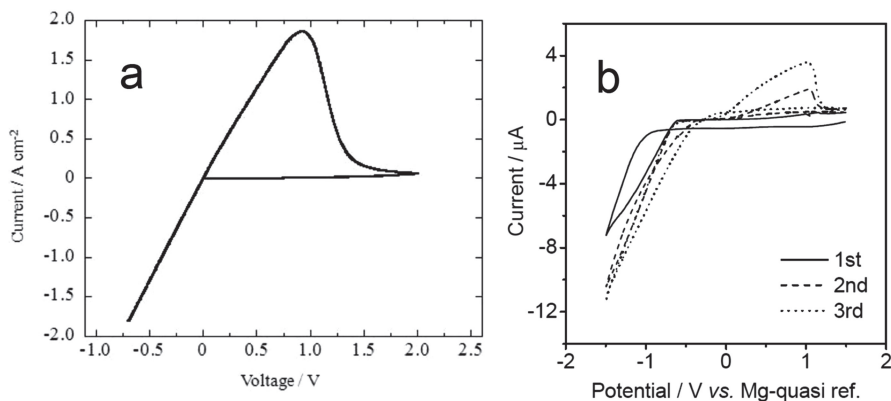 a
2.0
1.5
1.0
0.5
0
-0.5
-1.0
-1.5
2.0
Current / A cm-2
-1.0 -0.5 0 0.5 1.0 1.5 2.0 2.5
Voltage / V
b
4
0
-4
-8
-12
Current / μA
1st
2nd
3rd
-2 -1 0 1 2
Potential / V vs. Mg-quasi ref.